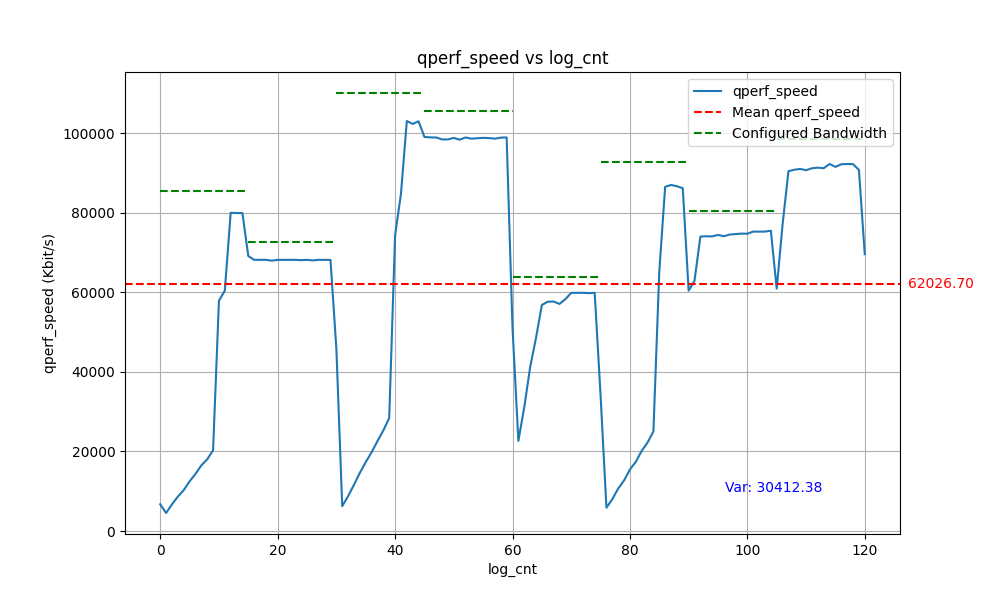 qperf_speed vs log_cnt
qperf_speed
Mean qperf_speed
Configured Bandwidth
qperf_speed (Kbit/s)
100000
80000
60000
40000
20000
0
62026.70
Var: 30412.38
0 20 40 60 80 100 120
log_cnt